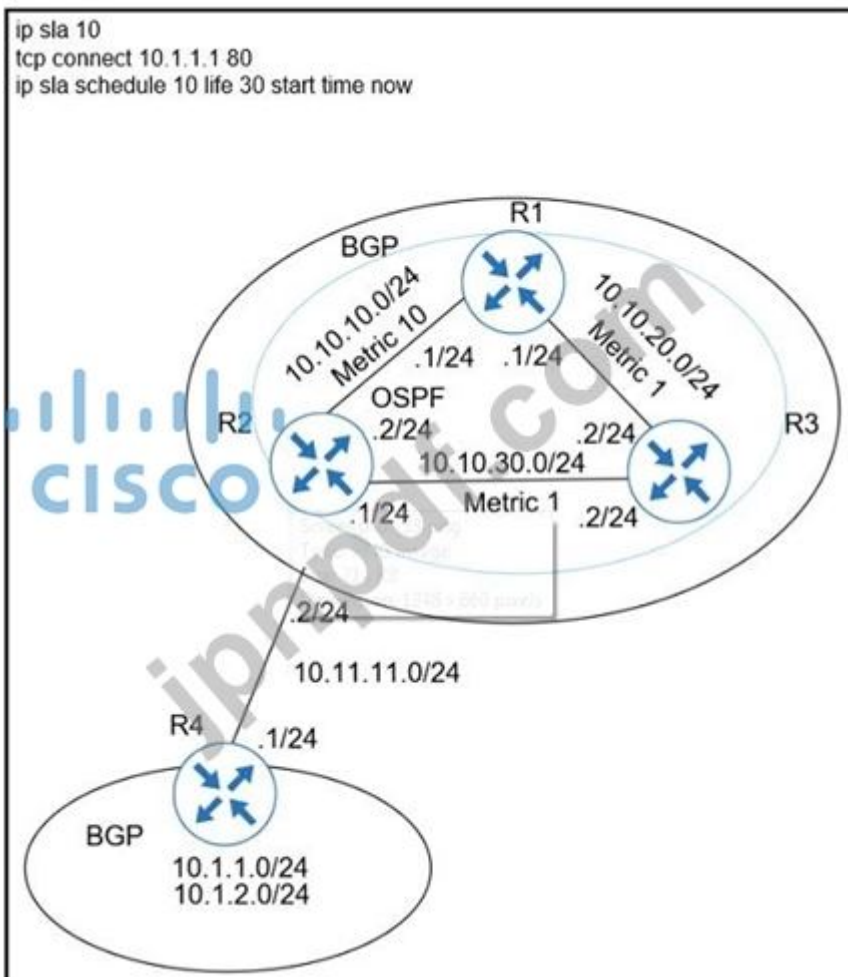 ip sla 10
tcp connect 10.1.1.1 80
ip sla schedule 10 life 30 start time now
R1
BGP
10.10.10.0/24
Metric 10
10.10.20.0/24
Metric 1
.1/24
.1/24
R2
OSPF
R3
.2/24
.2/24
10.10.30.0/24
CISCO
Metric 1
.1/24
.2/24
.2/24
10.11.11.0/24
R4
.1/24
BGP
10.1.1.0/24
10.1.2.0/24
jpnpdf.com